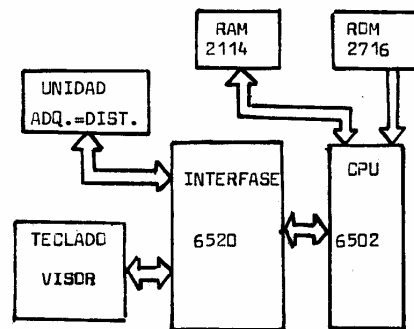 RAM
2114
ROM
2716
UNIDAD
ADQ.=DIST.
INTERFASE
6520
CPU
6502
TECLADO
VISOR